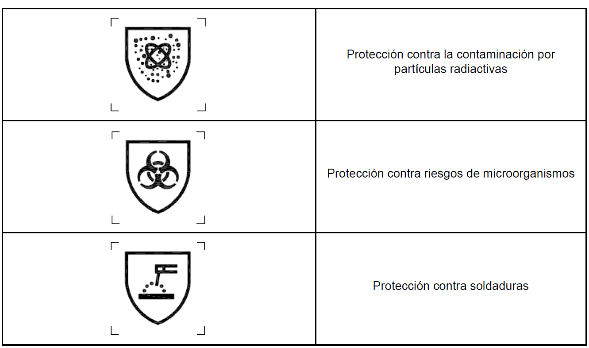 Protección contra la contaminación por
partículas radiactivas
Protección contra riesgos de microorganismos
Protección contra soldaduras